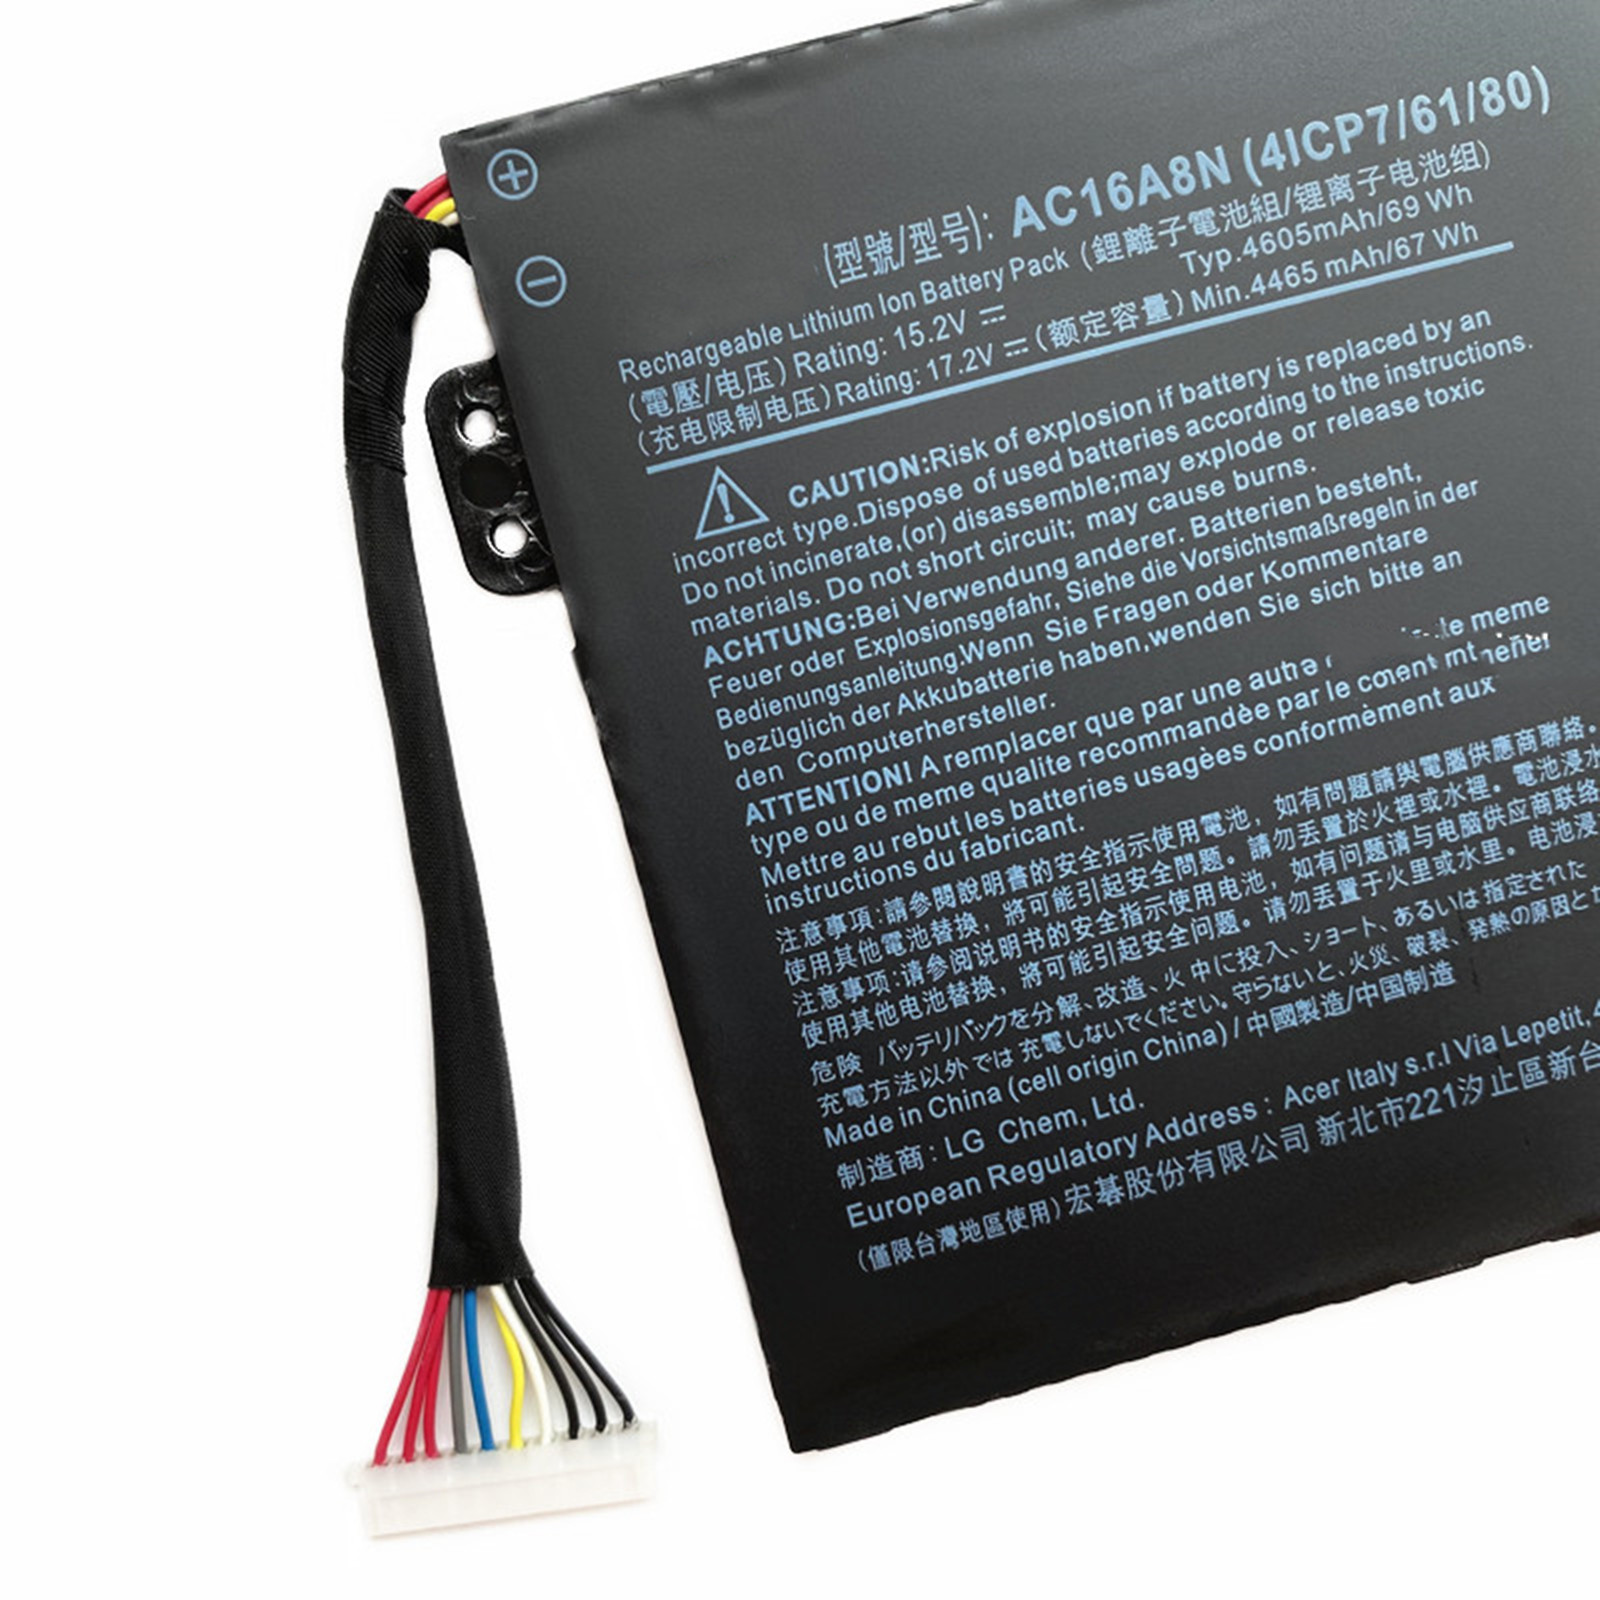 (型號/型号): AC16A8N (4ICP7/61/80)
Rechargeable Lithium Ion Battery Pack (鋰離子電池組/锂离子电池组)
(電壓/电压) Rating: 15.2V Typ.4605mAh/69 Wh
(充电限制电压) Rating: 17.2V (额定容量) Min.4465 mAh/67 Wh
CAUTION:Risk of explosion if battery is replaced by an
incorrect type.Dispose of used batteries according to the instructions.
Do not incinerate,(or) disassemble;may explode or release toxic
materials. Do not short circuit; may cause burns.
ACHTUNG:Bei Verwendung anderer. Batterien besteht,
Feuer oder Explosionsgefahr, Siehe die Vorsichtsmaßregeln in der
Bedienungsanleitung.Wenn Sie Fragen oder Kommentare
bezüglich der Akkubatterie haben,wenden Sie sich bitte an
den Computerhersteller.
ATTENTION! A remplacer que par une meme
type ou de meme qualite recommandèe par le
Mettre au rebut les batteries usagèes conformèment aux
instructions du fabricant.
注意事項:請參閱說明書的安全指示使用電池，如有問題請與電腦供應商聯絡。
使用其他電池替換，將可能引起安全問題。請勿丟置於火裡或水裡。電池浸水
注意事项:请参阅说明书的安全指示使用电池，如有问题请与电脑供应商联络
使用其他电池替换，將可能引起安全问题。请勿丢置于火里或水里。电池浸
危険 バッテリパックを分解、改造、火中に投入、ショート、あるいは指定された
充電方法以外では充電しないでください。守らないと、火災、破裂、発熱の原因と
Made in China (cell origin China) / 中國製造/中国制造
制造商: LG Chem, Ltd.
European Regulatory Address : Acer Italy s.r.l Via Lepetit,
(僅限台灣地區使用) 宏碁股份有限公司 新北市221汐止區新台